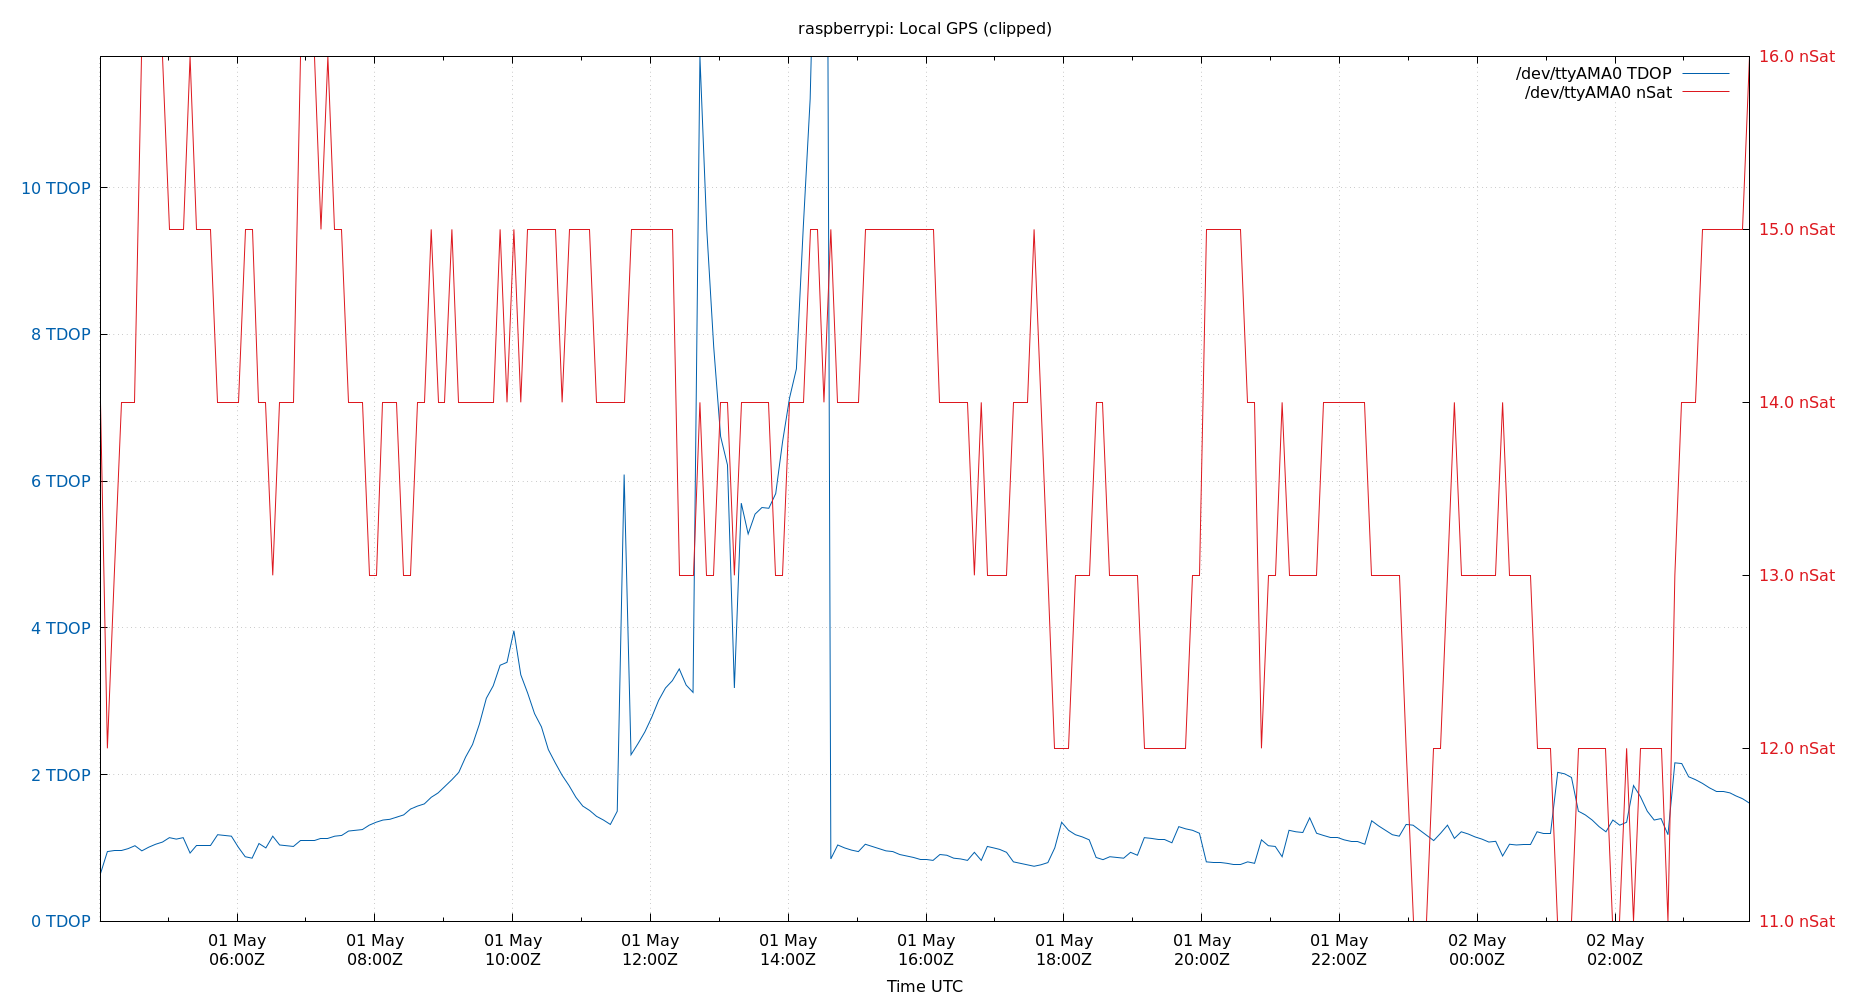 raspberrypi: Local GPS (clipped)
16.0 nSat
/dev/ttyAMA0 TDOP
/dev/ttyAMA0 nSat
10 TDOP
15.0 nSat
8 TDOP
14.0 nSat
6 TDOP
13.0 nSat
4 TDOP
12.0 nSat
2 TDOP
0 TDOP
11.0 nSat
01 May 01 May 01 May 01 May 01 May 01 May 01 May 01 May 01 May 02 May 02 May
06:00Z 08:00Z 10:00Z 12:00Z 14:00Z 16:00Z 18:00Z 20:00Z 22:00Z 00:00Z 02:00Z
Time UTC